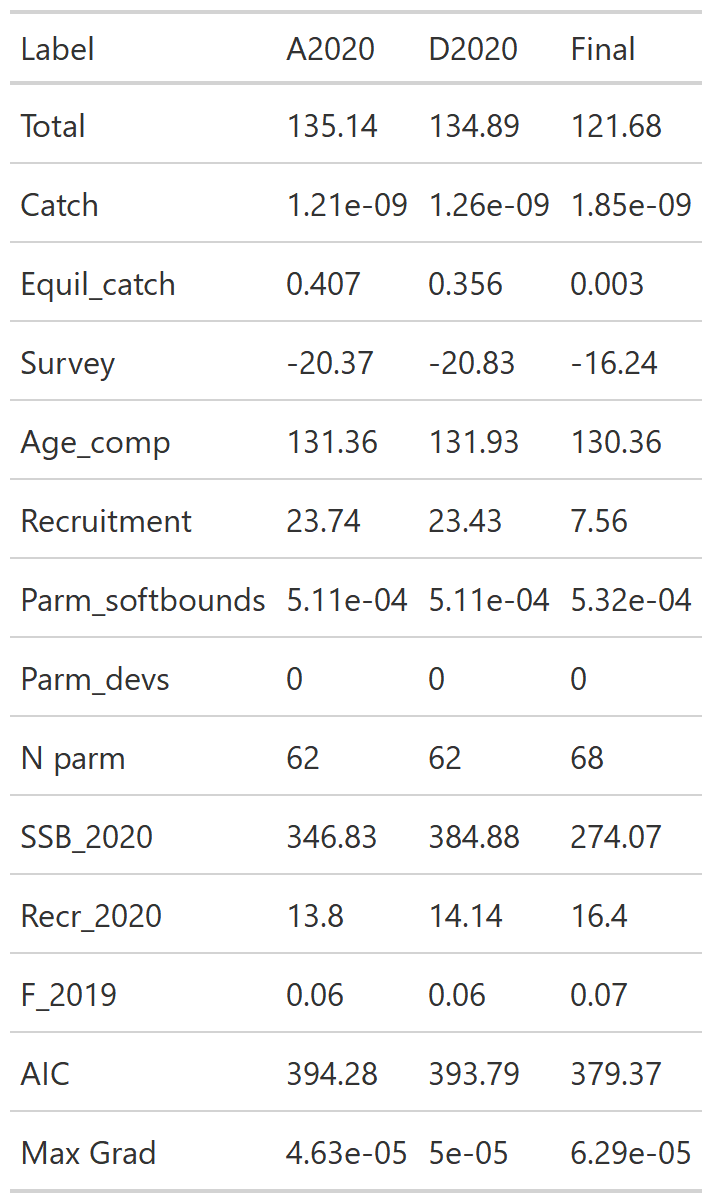 Label A2020 D2020 Final
Total 135.14 134.89 121.68
Catch 1.21e-09 1.26e-09 1.85e-09
Equil_catch 0.407 0.356 0.003
Survey -20.37 -20.83 -16.24
Age_comp 131.36 131.93 130.36
Recruitment 23.74 23.43 7.56
Parm_softbounds 5.11e-04 5.11e-04 5.32e-04
Parm_devs 0 0 0
N parm 62 62 68
SSB_2020 346.83 384.88 274.07
Recr_2020 13.8 14.14 16.4
F_2019 0.06 0.06 0.07
AIC 394.28 393.79 379.37
Max Grad 4.63e-05 5e-05 6.29e-05